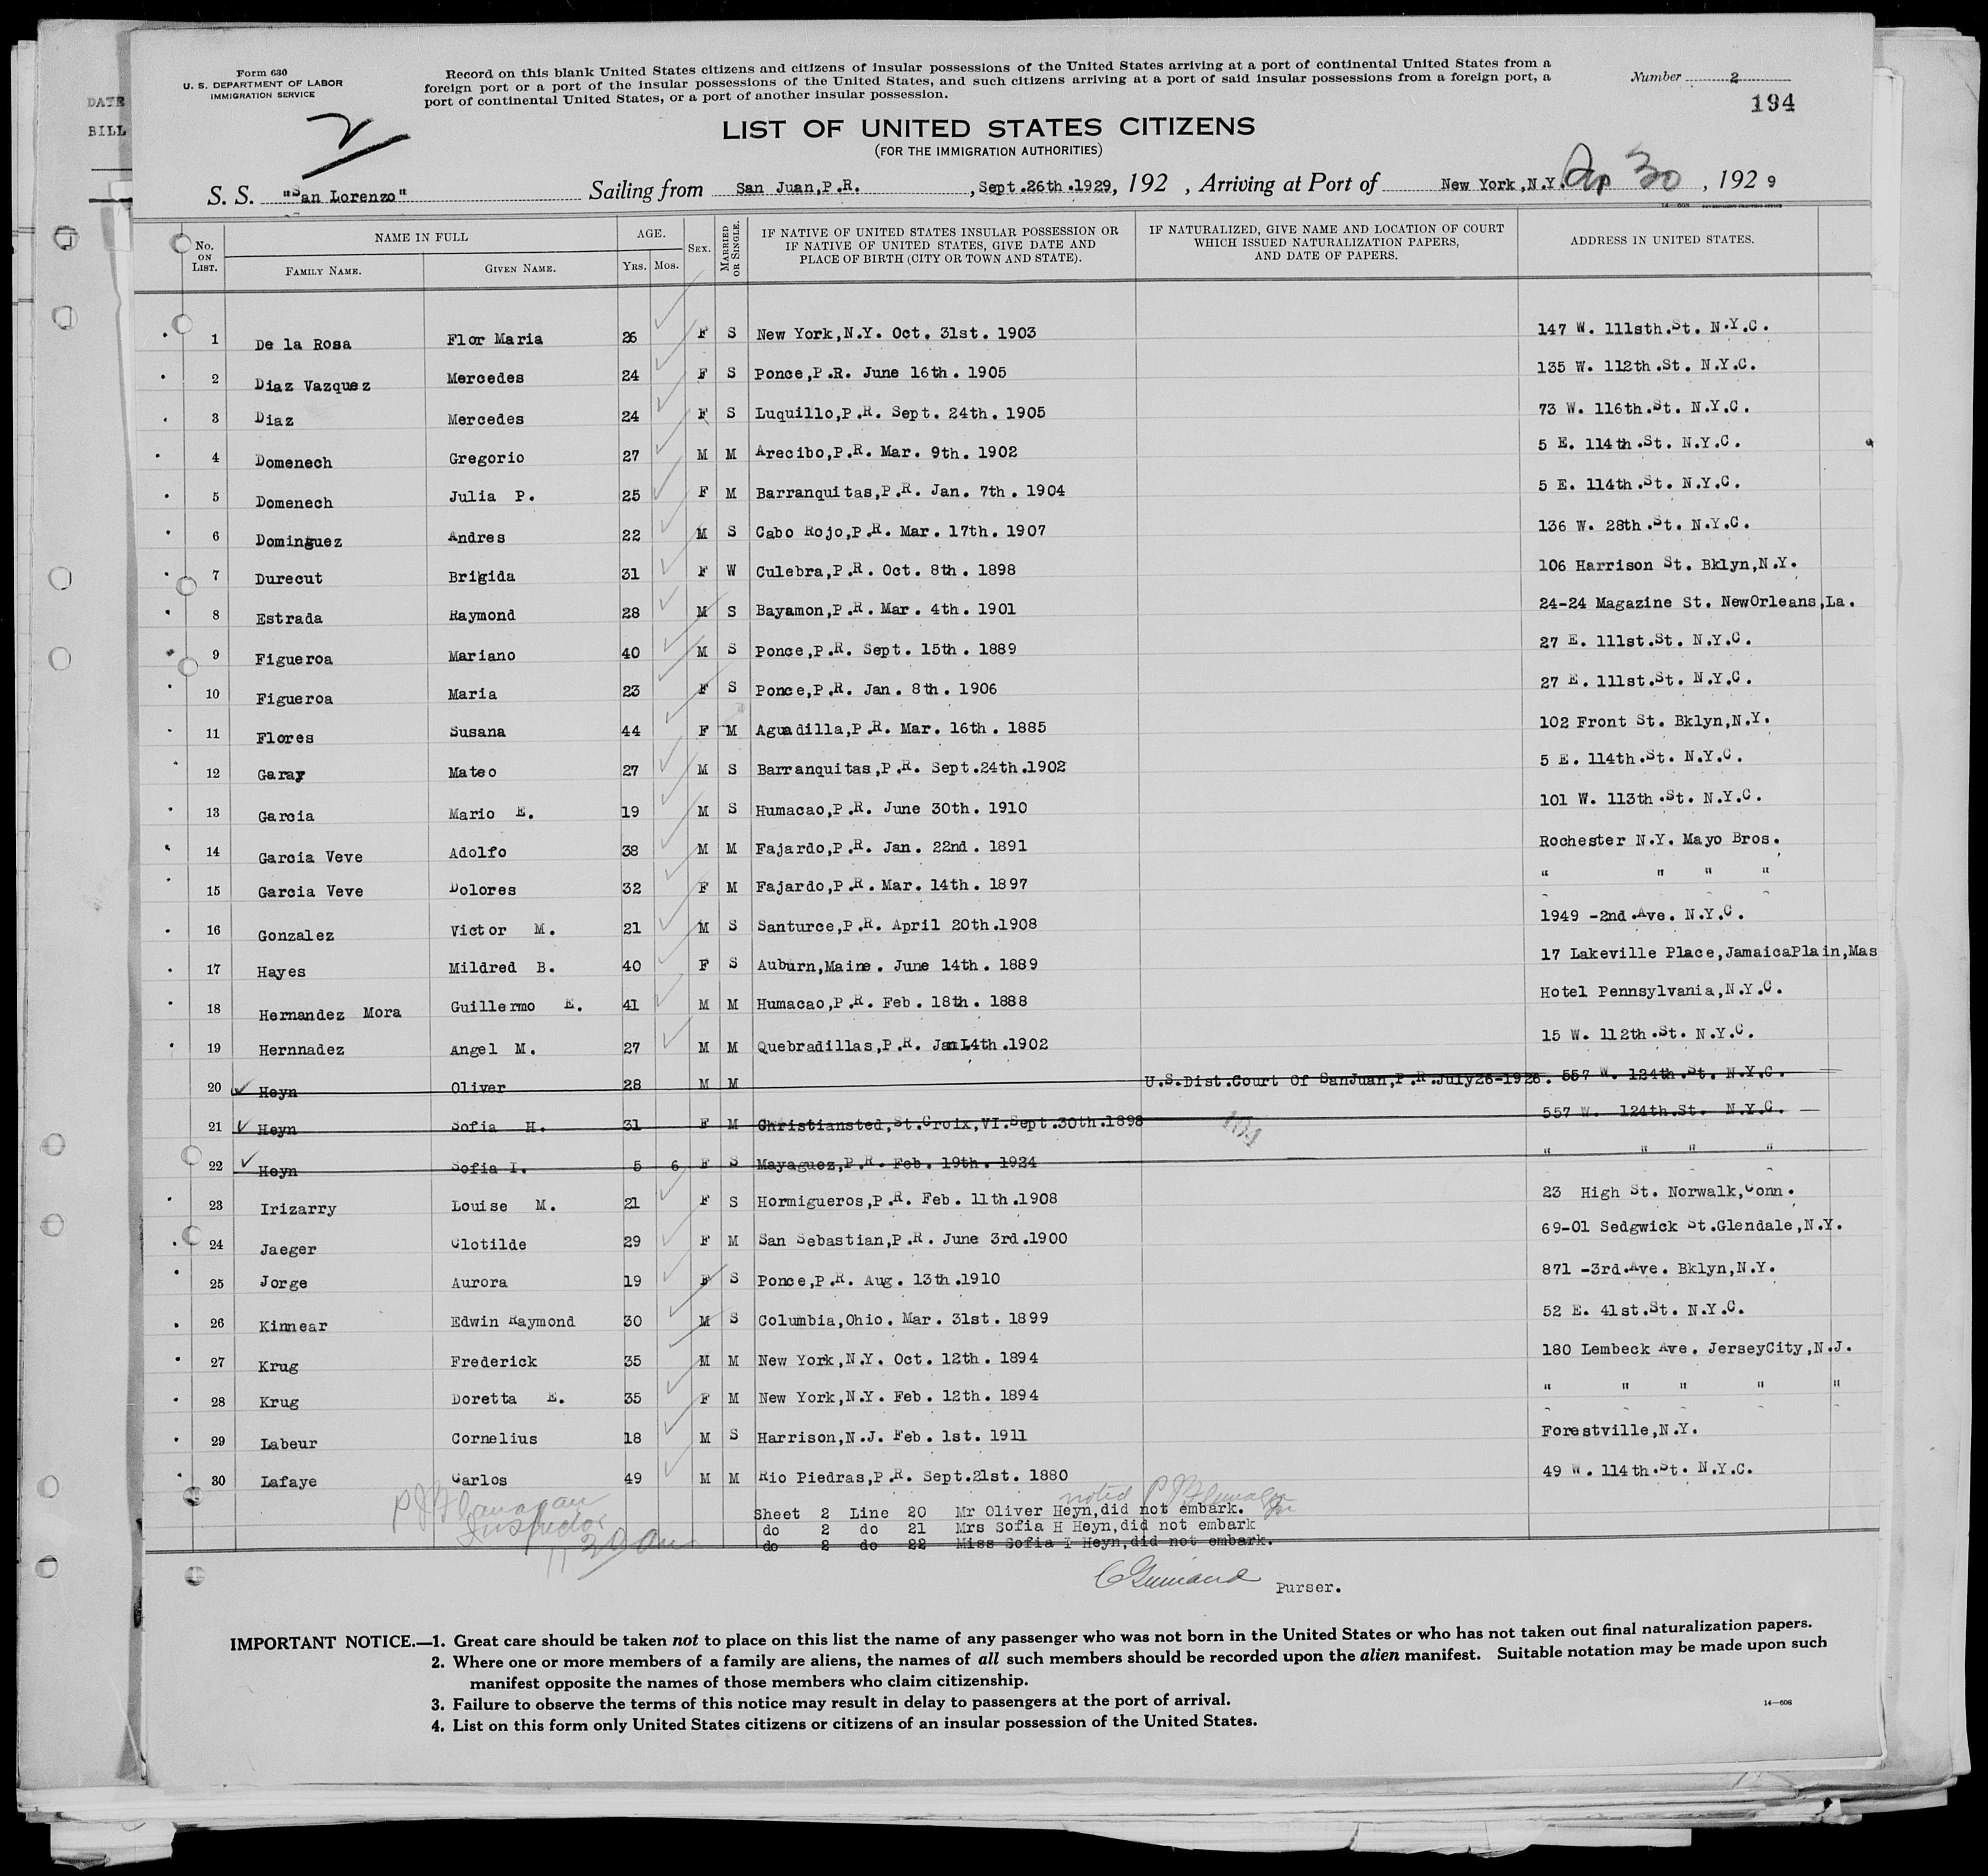 DATE
BILL
Form 630
U. S. DEPARTMENT OF LABOR
IMMIGRATION SERVICE
2
Record on this blank United States citizens and citizens of insular possessions of the United States arriving at a port of continental United States from a
foreign port or a port of the insular possessions of the United States, and such citizens arriving at a port of said insular possessions from a foreign port, a
port of continental United States, or a port of another insular possession.
Number 2
194
LIST OF UNITED STATES CITIZENS
(FOR THE IMMIGRATION AUTHORITIES)
S. S. "San Lorenzo" Sailing from San Juan,P.R. , Sept.26th.1929, 192 , Arriving at Port of New York,N.Y. 30 , 1929
No. ON LIST. NAME IN FULL FAMILY NAME. GIVEN NAME. AGE. YRS. MOS. SEX. MARRIED OR SINGLE. IF NATIVE OF UNITED STATES INSULAR POSSESSION OR IF NATIVE OF UNITED STATES, GIVE DATE AND PLACE OF BIRTH (CITY OR TOWN AND STATE). IF NATURALIZED, GIVE NAME AND LOCATION OF COURT WHICH ISSUED NATURALIZATION PAPERS, AND DATE OF PAPERS. ADDRESS IN UNITED STATES.
1 De la Rosa Flor Maria 26 F S New York,N.Y. Oct. 31st. 1903 147 W. 111sth.St. N.Y.C.
2 Diaz Vazquez Mercedes 24 F S Ponce,P.R. June 16th. 1905 135 W. 112th.St. N.Y.C.
3 Diaz Mercedes 24 F S Luquillo,P.R. Sept. 24th. 1905 73 W. 116th.St. N.Y.C.
4 Domenech Gregorio 27 M M Arecibo,P.R. Mar. 9th. 1902 5 E. 114th.St. N.Y.C.
5 Domenech Julia P. 25 F M Barranquitas,P.R. Jan. 7th. 1904 5 E. 114th.St. N.Y.C.
6 Dominguez Andres 22 M S Cabo Rojo,P.R. Mar. 17th. 1907 136 W. 28th.St. N.Y.C.
7 Durecut Brigida 31 F W Culebra,P.R. Oct. 8th. 1898 106 Harrison St. Bklyn,N.Y.
8 Estrada Raymond 28 M S Bayamon,P.R. Mar. 4th. 1901 24-24 Magazine St. NewOrleans,La.
9 Figueroa Mariano 40 M S Ponce,P.R. Sept. 15th. 1889 27 E. 111st.St. N.Y.C.
10 Figueroa Maria 23 F S Ponce,P.R. Jan. 8th. 1906 27 E. 111st.St. N.Y.C.
11 Flores Susana 44 F M Aguadilla,P.R. Mar. 16th. 1885 102 Front St. Bklyn,N.Y.
12 Garay Mateo 27 M S Barranquitas,P.R. Sept.24th.1902 5 E. 114th.St. N.Y.C.
13 Garcia Mario E. 19 M S Humacao,P.R. June 30th. 1910 101 W. 113th.St. N.Y.C.
14 Garcia Veve Adolfo 38 M M Fajardo,P.R. Jan. 22nd. 1891 Rochester N.Y. Mayo Bros.
15 Garcia Veve Dolores 32 F M Fajardo,P.R. Mar. 14th. 1897 " " " "
16 Gonzalez Victor M. 21 M S Santurce,P.R. April 20th.1908 1949 -2nd.Ave. N.Y.C.
17 Hayes Mildred B. 40 F S Auburn,Maine. June 14th. 1889 17 Lakeville Place,JamaicaPlain,Mas
18 Hernandez Mora Guillermo E. 41 M M Humacao,P.R. Feb. 18th. 1888 Hotel Pennsylvania,N.Y.C.
19 Hernnadez Angel M. 27 M M Quebradillas,P.R. Jan14th.1902 15 W. 112th.St. N.Y.C.
20 Heyn Oliver 28 M M U.S.Dist.Court Of SanJuan,P.R.July26-1926. 557 W. 124th.St. N.Y.C.
21 Heyn Sofia H. 31 F M Christiansted,St.Croix,VI.Sept.30th.1898 557 W. 124th.St. N.Y.C.
22 Heyn Sofia I. 5 6 F S Mayaguez,P.R. Feb. 19th. 1924 " " " "
23 Irizarry Louise M. 21 F S Hormigueros,P.R. Feb. 11th.1908 23 High St. Norwalk,Conn.
24 Jaeger Clotilde 29 F M San Sebastian,P.R. June 3rd.1900 69-01 Sedgwick St.Glendale,N.Y.
25 Jorge Aurora 19 F S Ponce,P.R. Aug. 13th.1910 871 -3rd.Ave. Bklyn,N.Y.
26 Kinnear Edwin Raymond 30 M S Columbia,Ohio. Mar. 31st. 1899 52 E. 41st.St. N.Y.C.
27 Krug Frederick 35 M M New York,N.Y. Oct. 12th. 1894 180 Lembeck Ave. JerseyCity,N.J.
28 Krug Doretta E. 35 F M New York,N.Y. Feb. 12th. 1894 " " " " "
29 Labeur Cornelius 18 M S Harrison,N.J. Feb. 1st. 1911 Forestville,N.Y.
30 Lafaye Carlos 49 M M Rio Piedras,P.R. Sept.21st. 1880 49 W. 114th.St. N.Y.C.
P J Flanagan
Inspector
noted P J Flanagan
Sheet 2 Line 20 Mr Oliver Heyn,did not embark.
do 2 do 21 Mrs Sofia H Heyn,did not embark
do 2 do 22 Miss Sofia I Heyn,did not embark.
Purser.
IMPORTANT NOTICE.—1. Great care should be taken not to place on this list the name of any passenger who was not born in the United States or who has not taken out final naturalization papers.
2. Where one or more members of a family are aliens, the names of all such members should be recorded upon the alien manifest. Suitable notation may be made upon such
manifest opposite the names of those members who claim citizenship.
3. Failure to observe the terms of this notice may result in delay to passengers at the port of arrival.
4. List on this form only United States citizens or citizens of an insular possession of the United States.
14—608